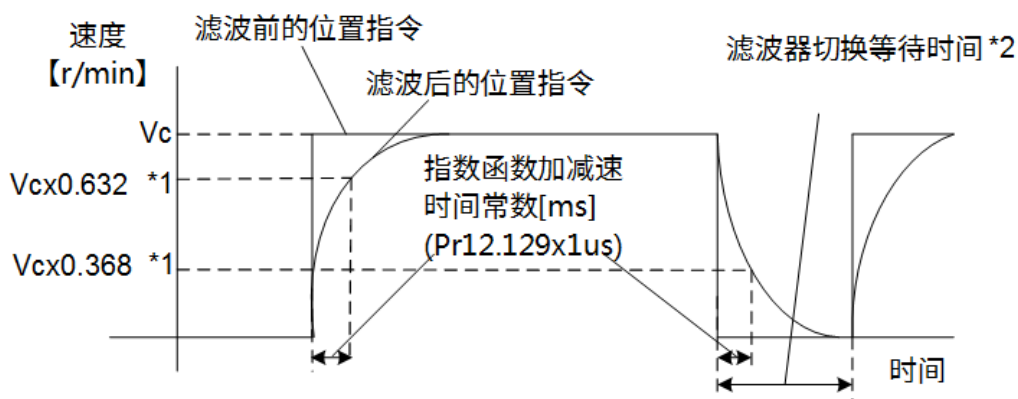 速度
【r/min】
滤波前的位置指令
滤波后的位置指令
滤波器切换等待时间 *2
Vc
Vcx0.632 *1
指数函数加减速
时间常数[ms]
(Pr12.129x1us)
Vcx0.368 *1
时间